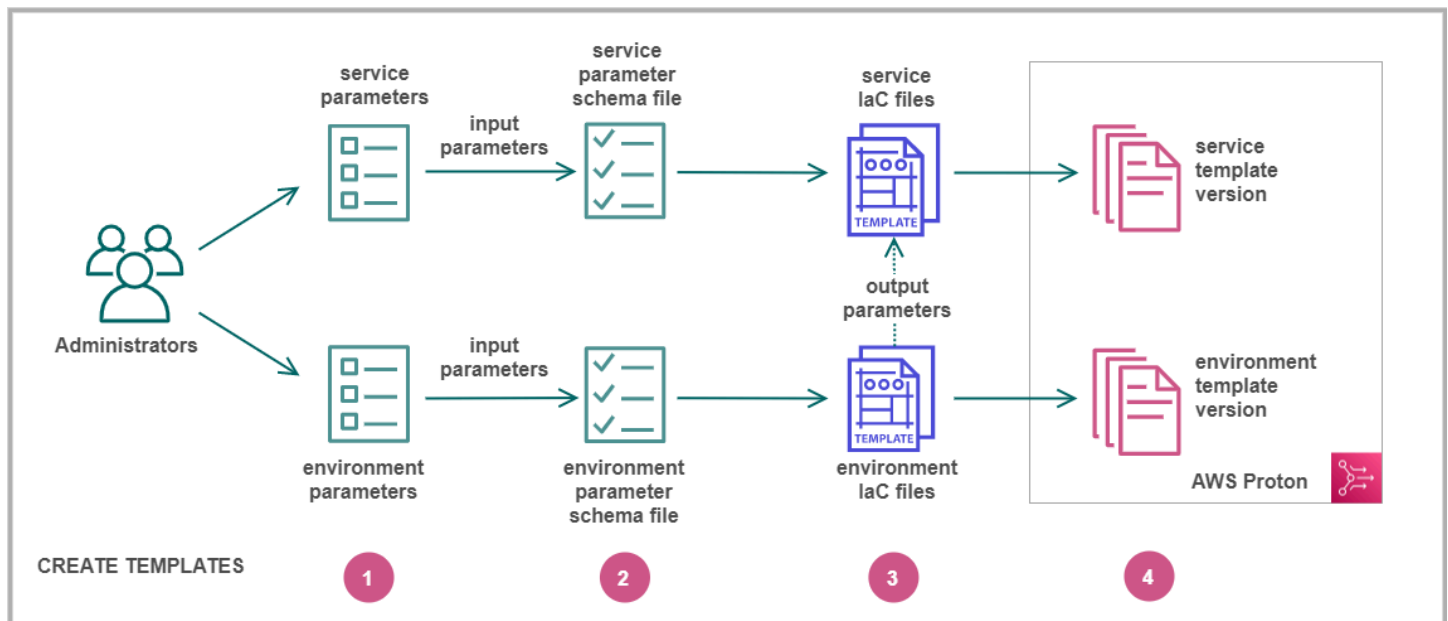 service
parameters
input
parameters
service
parameter
schema file
service
IaC files
TEMPLATE
service
template
version
Administrators
output
parameters
environment
parameters
input
parameters
environment
parameter
schema file
TEMPLATE
environment
IaC files
environment
template
version
AWS Proton
CREATE TEMPLATES
1
2
3
4